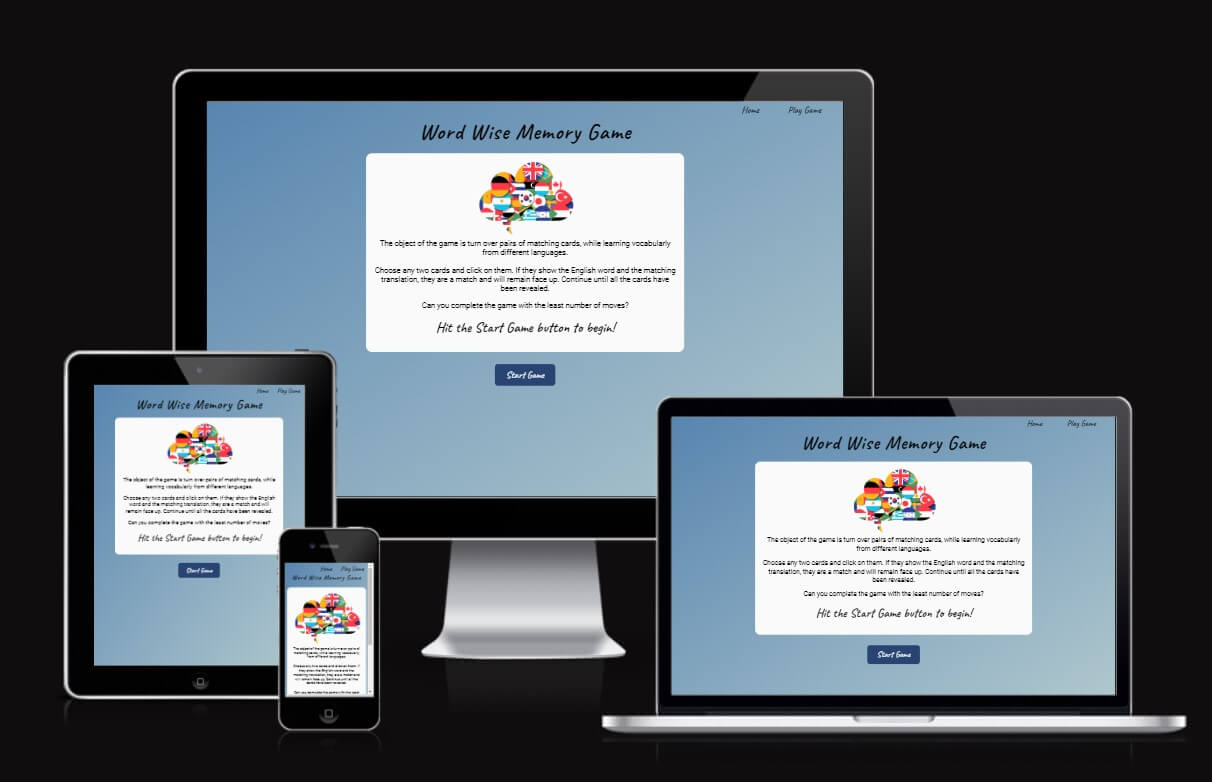 Home Play Game
Word Wise Memory Game
The object of the game is turn over pairs of matching cards, while learning vocabularly
from different languages.
Choose any two cards and click on them. If they show the English word and the matching
translation, they are a match and will remain face up. Continue until all the cards have
been revealed.
Can you complete the game with the least number of moves?
Hit the Start Game button to begin!
Start Game
Home Play Game
Word Wise Memory Game
The object of the game is turn over pairs of matching cards, while
learning vocabularly from different languages.
Choose any two cards and click on them. If they show the English
word and the matching translation, they are a match and will
remain face up. Continue until all the cards have been revealed.
Can you complete the game with the least number of moves?
Hit the Start Game button to begin!
Start Game
Home Play Game
Word Wise Memory Game
The object of the game is turn over pairs of
matching cards, while learning vocabularly
from different languages.
Choose any two cards and click on them. If
they show the English word and the
matching translation, they are a match and
will remain face up. Continue until all the
cards have been revealed.
Can you complete the game with the least
Home Play Game
Word Wise Memory Game
The object of the game is turn over pairs of matching cards, while learning vocabularly
from different languages.
Choose any two cards and click on them. If they show the English word and the matching
translation, they are a match and will remain face up. Continue until all the cards have
been revealed.
Can you complete the game with the least number of moves?
Hit the Start Game button to begin!
Start Game